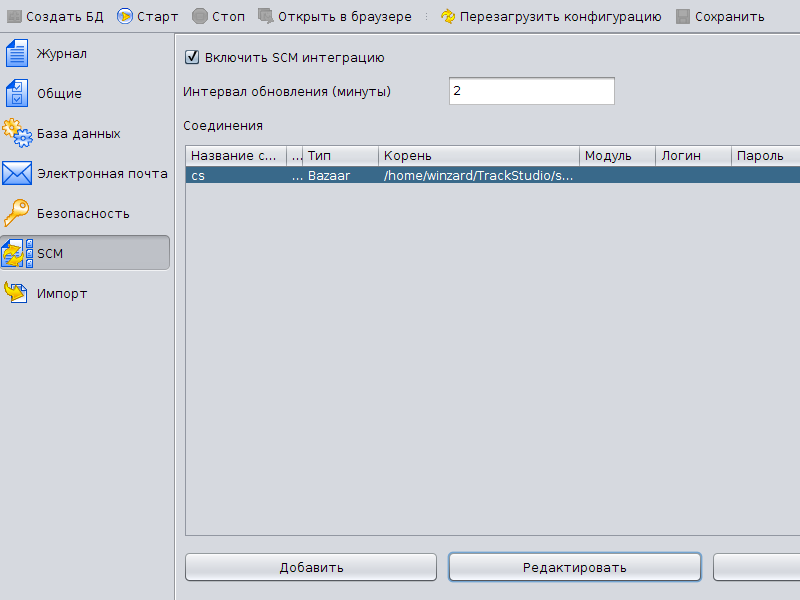 Создать БД Старт Стоп Открыть в браузере Перезагрузить конфигурацию Сохранить
Журнал
Общие
База данных
Электронная почта
Безопасность
SCM
Импорт
Включить SCM интеграцию
Интервал обновления (минуты) 2
Соединения
Название с... ... Тип Корень Модуль Логин Пароль
cs ... Bazaar /home/winzard/TrackStudio/s...
Добавить Редактировать